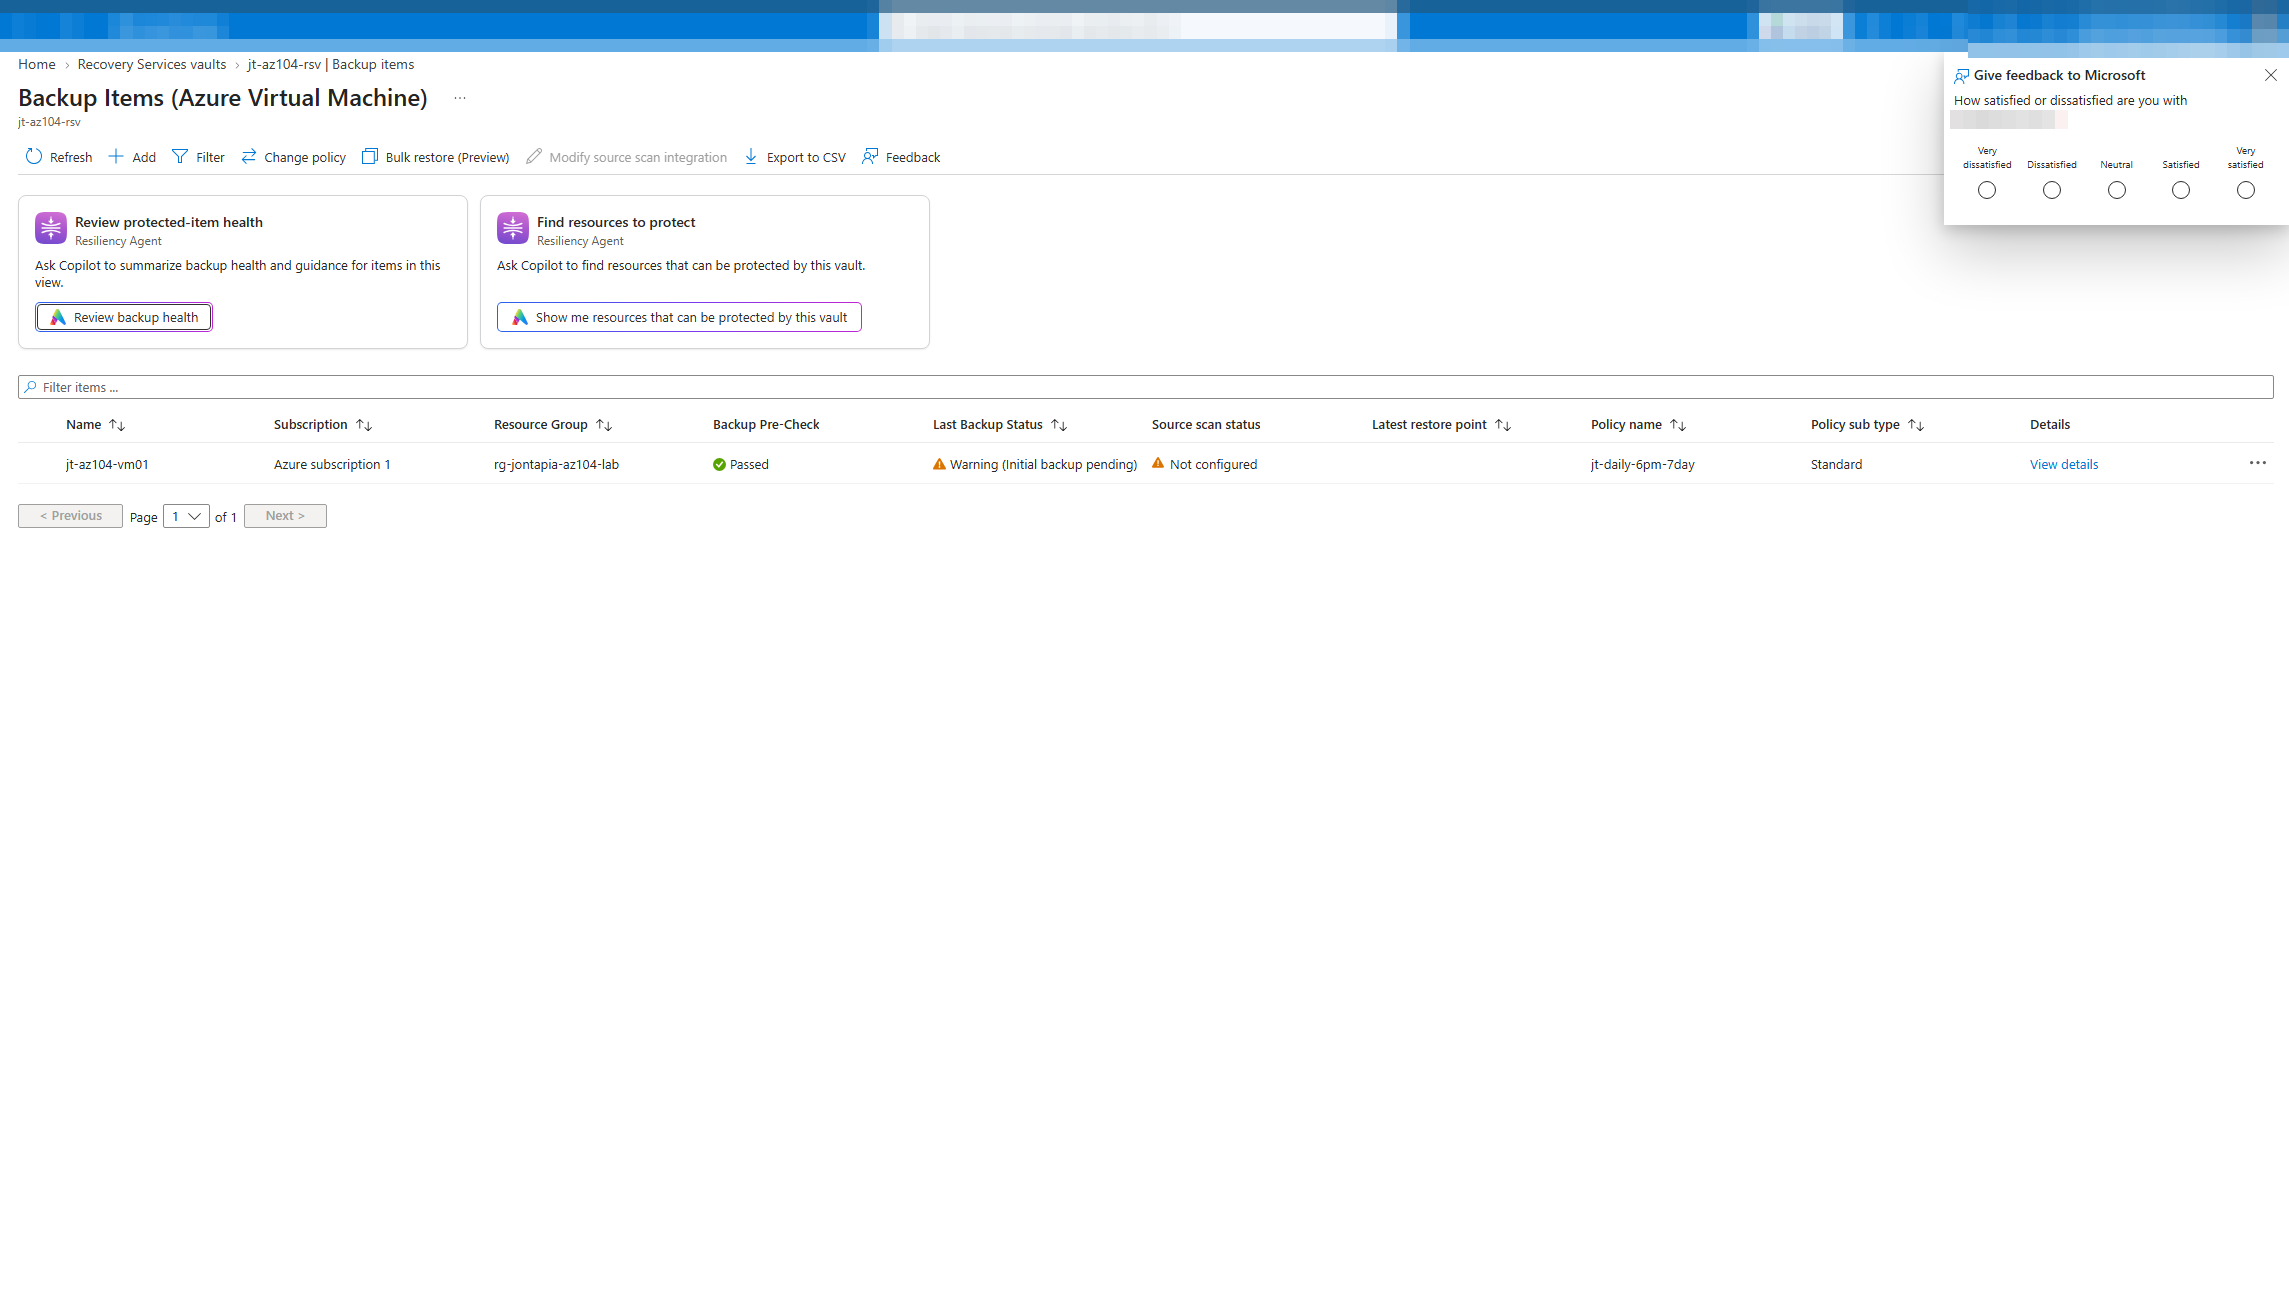 Home > Recovery Services vaults > jt-az104-rsv | Backup items
Backup Items (Azure Virtual Machine) ...
jt-az104-rsv
Refresh Add Filter Change policy Bulk restore (Preview) Modify source scan integration Export to CSV Feedback
Give feedback to Microsoft
How satisfied or dissatisfied are you with
Very dissatisfied Dissatisfied Neutral Satisfied Very satisfied
Review protected-item health
Resiliency Agent
Ask Copilot to summarize backup health and guidance for items in this
view.
Review backup health
Find resources to protect
Resiliency Agent
Ask Copilot to find resources that can be protected by this vault.
Show me resources that can be protected by this vault
Filter items ...
Name Subscription Resource Group Backup Pre-Check Last Backup Status Source scan status Latest restore point Policy name Policy sub type Details
jt-az104-vm01 Azure subscription 1 rg-jontapia-az104-lab Passed Warning (Initial backup pending) Not configured jt-daily-6pm-7day Standard View details ...
< Previous Page 1 of 1 Next >